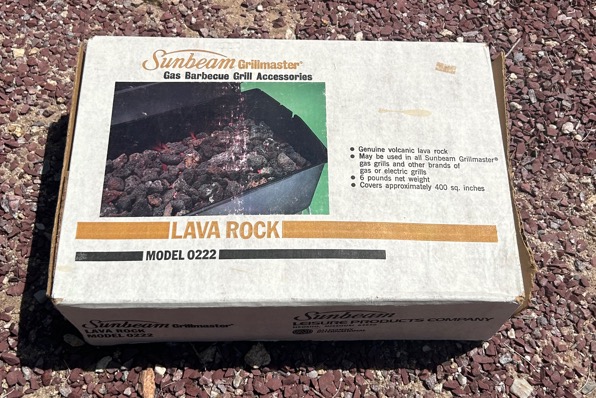 Sunbeam Grillmaster®
Gas Barbecue Grill Accessories
● Genuine volcanic lava rock
● May be used in all Sunbeam Grillmaster®
gas grills and other brands of
gas or electric grills
● 6 pounds net weight
● Covers approximately 400 sq. inches
LAVA ROCK
MODEL 0222
Sunbeam Grillmaster®
LAVA ROCK
MODEL 0222
Sunbeam
LEISURE PRODUCTS COMPANY